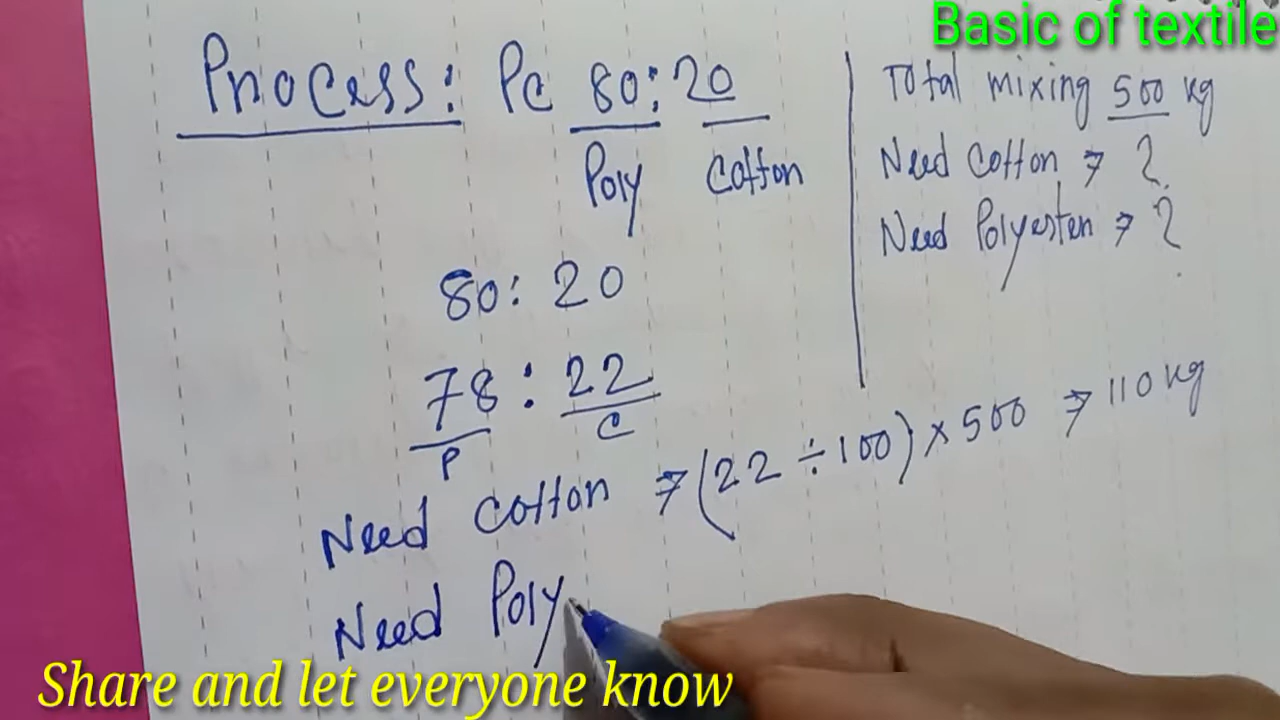 Basic of textile
Process: Pc 80:20
Poly Cotton
Total mixing 500 kg
Need Cotton ⇒ ?
Need Polyester ⇒ ?
80:20
78:22
P C
Need Cotton ⇒ (22 ÷ 100) × 500 ⇒ 110 kg
Need Poly
Share and let everyone know